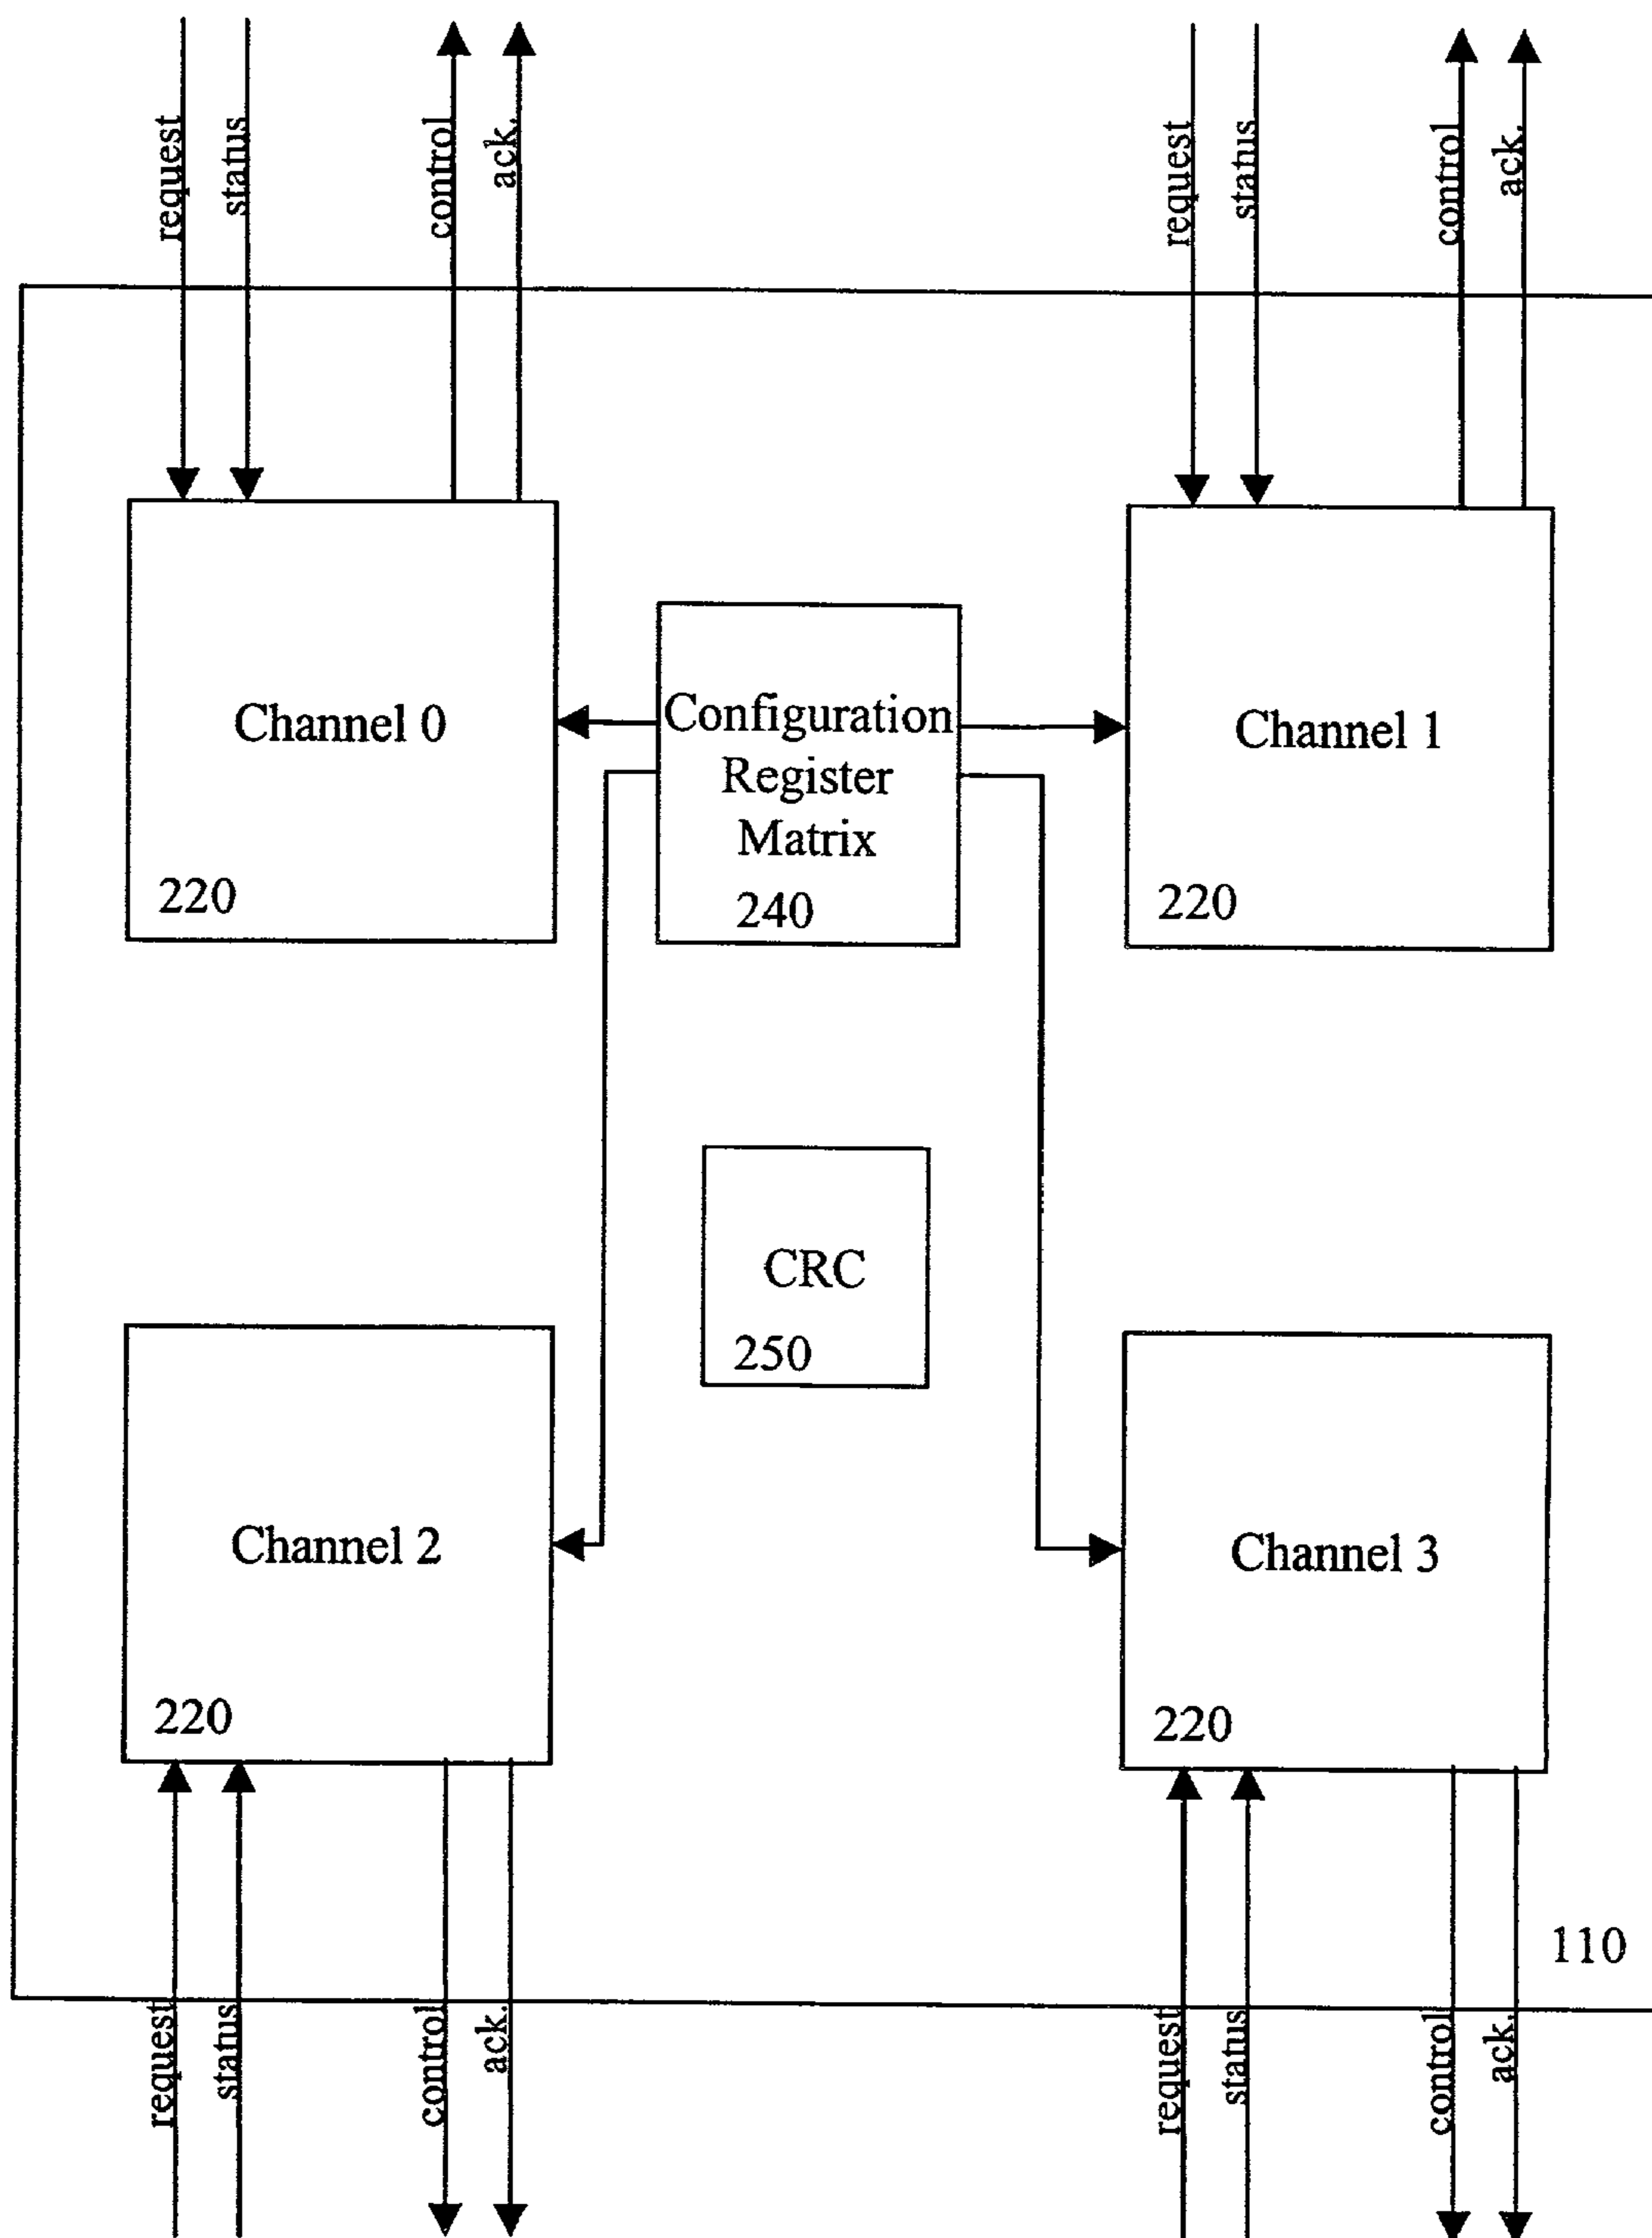 request
status
control
ack.
request
status
control
ack.
Channel 0
220
Configuration
Register
Matrix
240
Channel 1
220
CRC
250
Channel 2
220
Channel 3
220
110
request
status
control
ack.
request
status
control
ack.